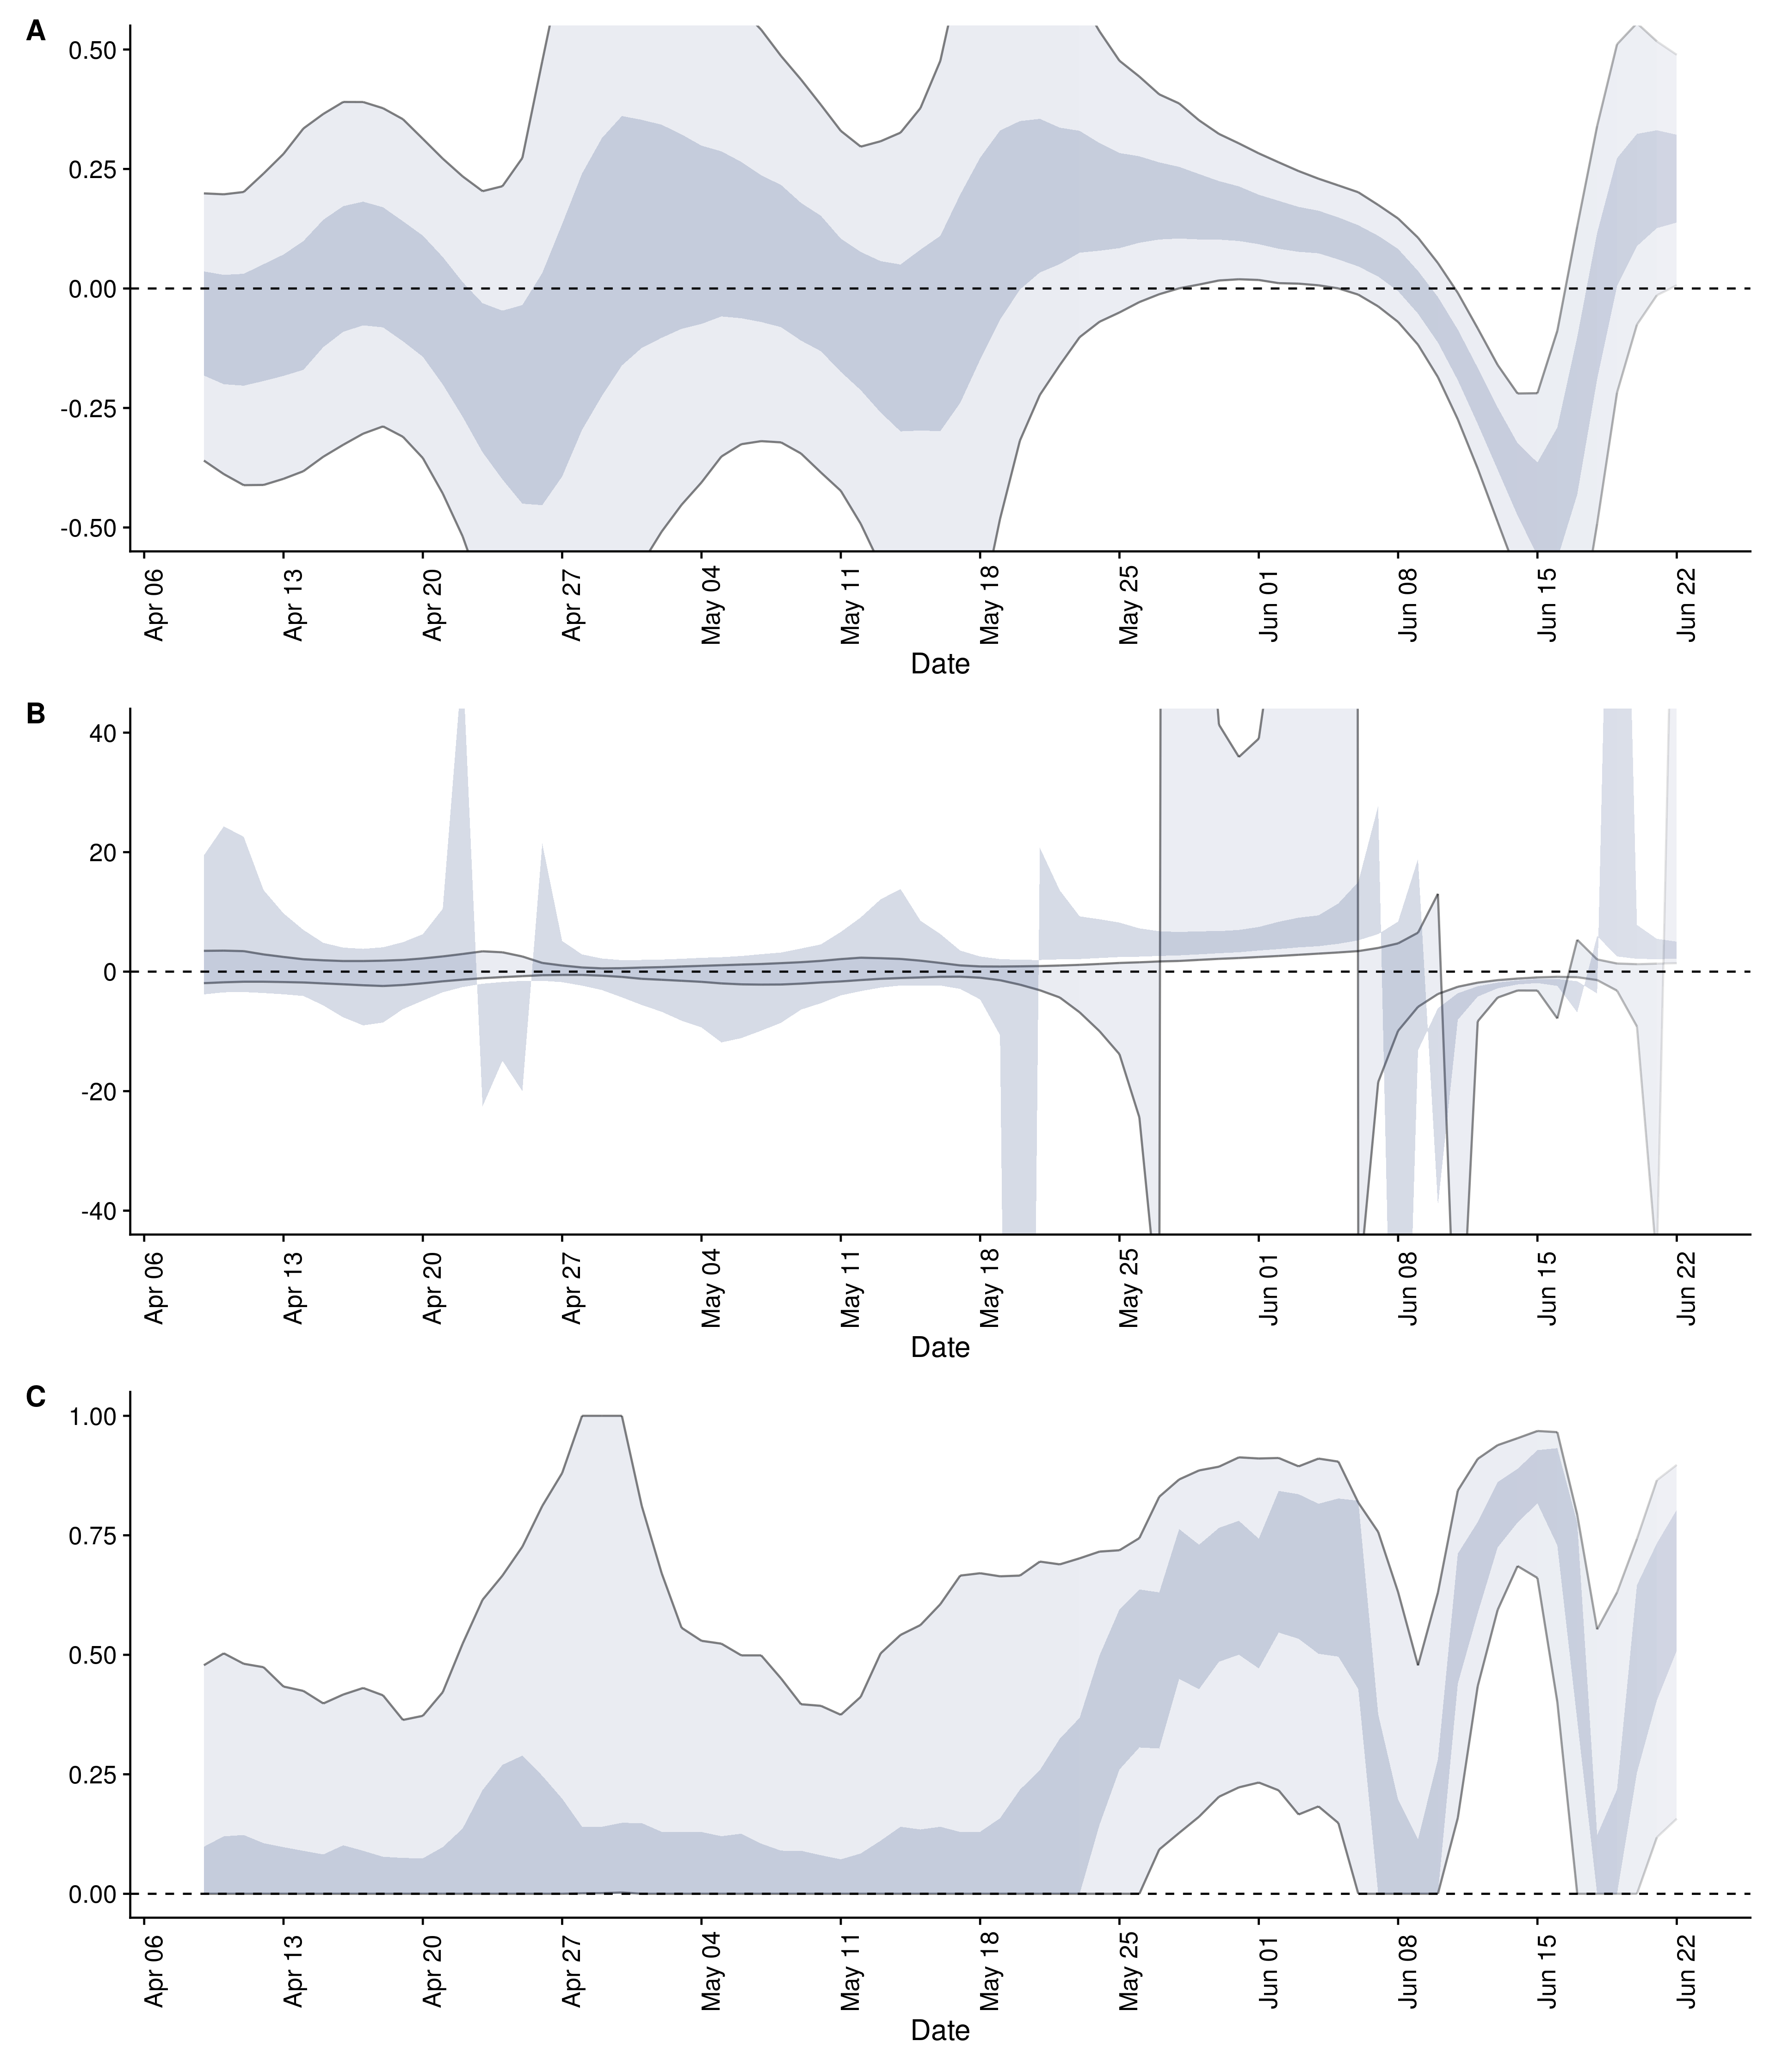 A
0.50
0.25
0.00
-0.25
-0.50
Apr 06
Apr 13
Apr 20
Apr 27
May 04
May 11
May 18
May 25
Jun 01
Jun 08
Jun 15
Jun 22
Date
B
40
20
0
-20
-40
Apr 06
Apr 13
Apr 20
Apr 27
May 04
May 11
May 18
May 25
Jun 01
Jun 08
Jun 15
Jun 22
Date
C
1.00
0.75
0.50
0.25
0.00
Apr 06
Apr 13
Apr 20
Apr 27
May 04
May 11
May 18
May 25
Jun 01
Jun 08
Jun 15
Jun 22
Date